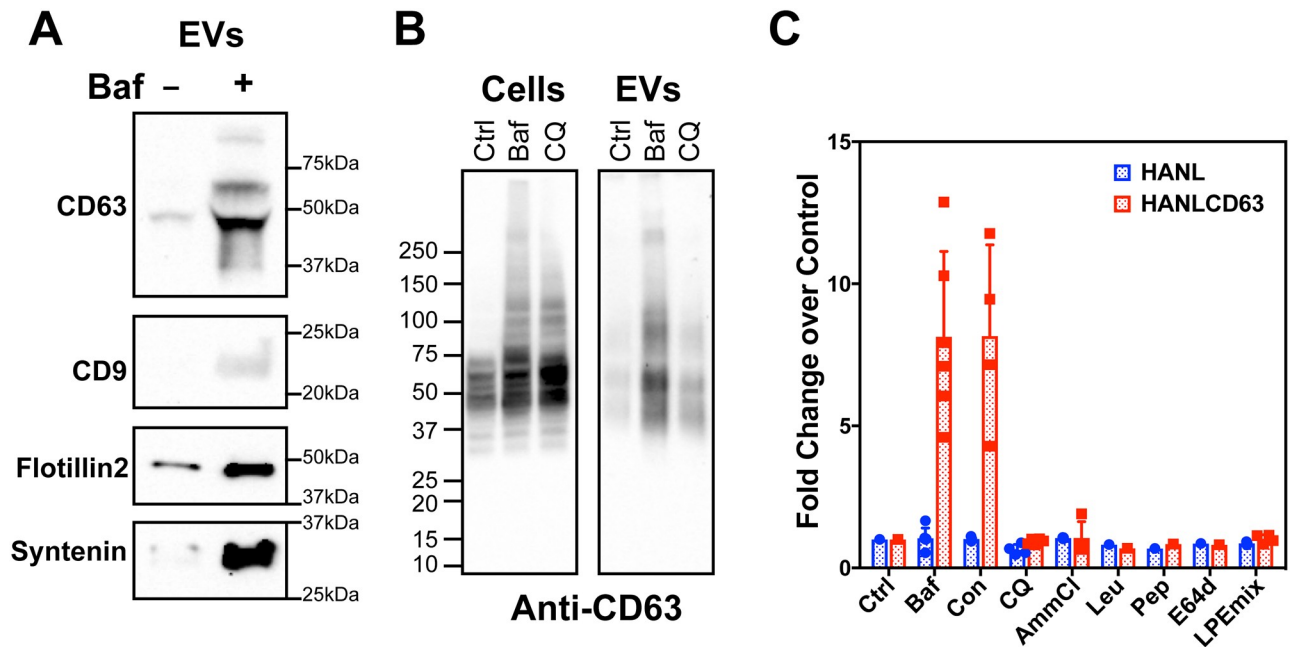 A
EVs
Baf – +
CD63
75kDa
50kDa
37kDa
CD9
25kDa
20kDa
Flotillin2
50kDa
37kDa
Syntenin
37kDa
25kDa
B
Cells EVs
Ctrl Baf CQ Ctrl Baf CQ
250
150
100
75
50
37
25
20
15
10
Anti-CD63
C
Fold Change over Control
15
10
5
0
HANL
HANLCD63
Ctrl Baf Con CQ AmmCl Leu Pep E64d LPEmix